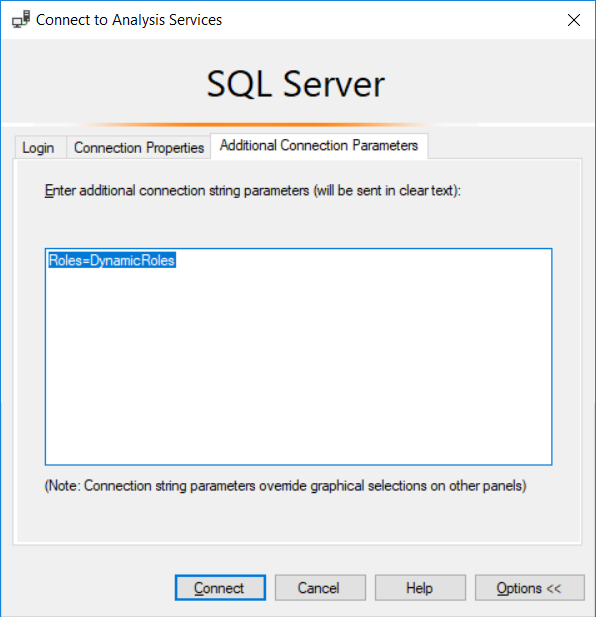 Connect to Analysis Services
SQL Server
Login
Connection Properties
Additional Connection Parameters
Enter additional connection string parameters (will be sent in clear text):
Roles=DynamicRoles
(Note: Connection string parameters override graphical selections on other panels)
Connect
Cancel
Help
Options <<